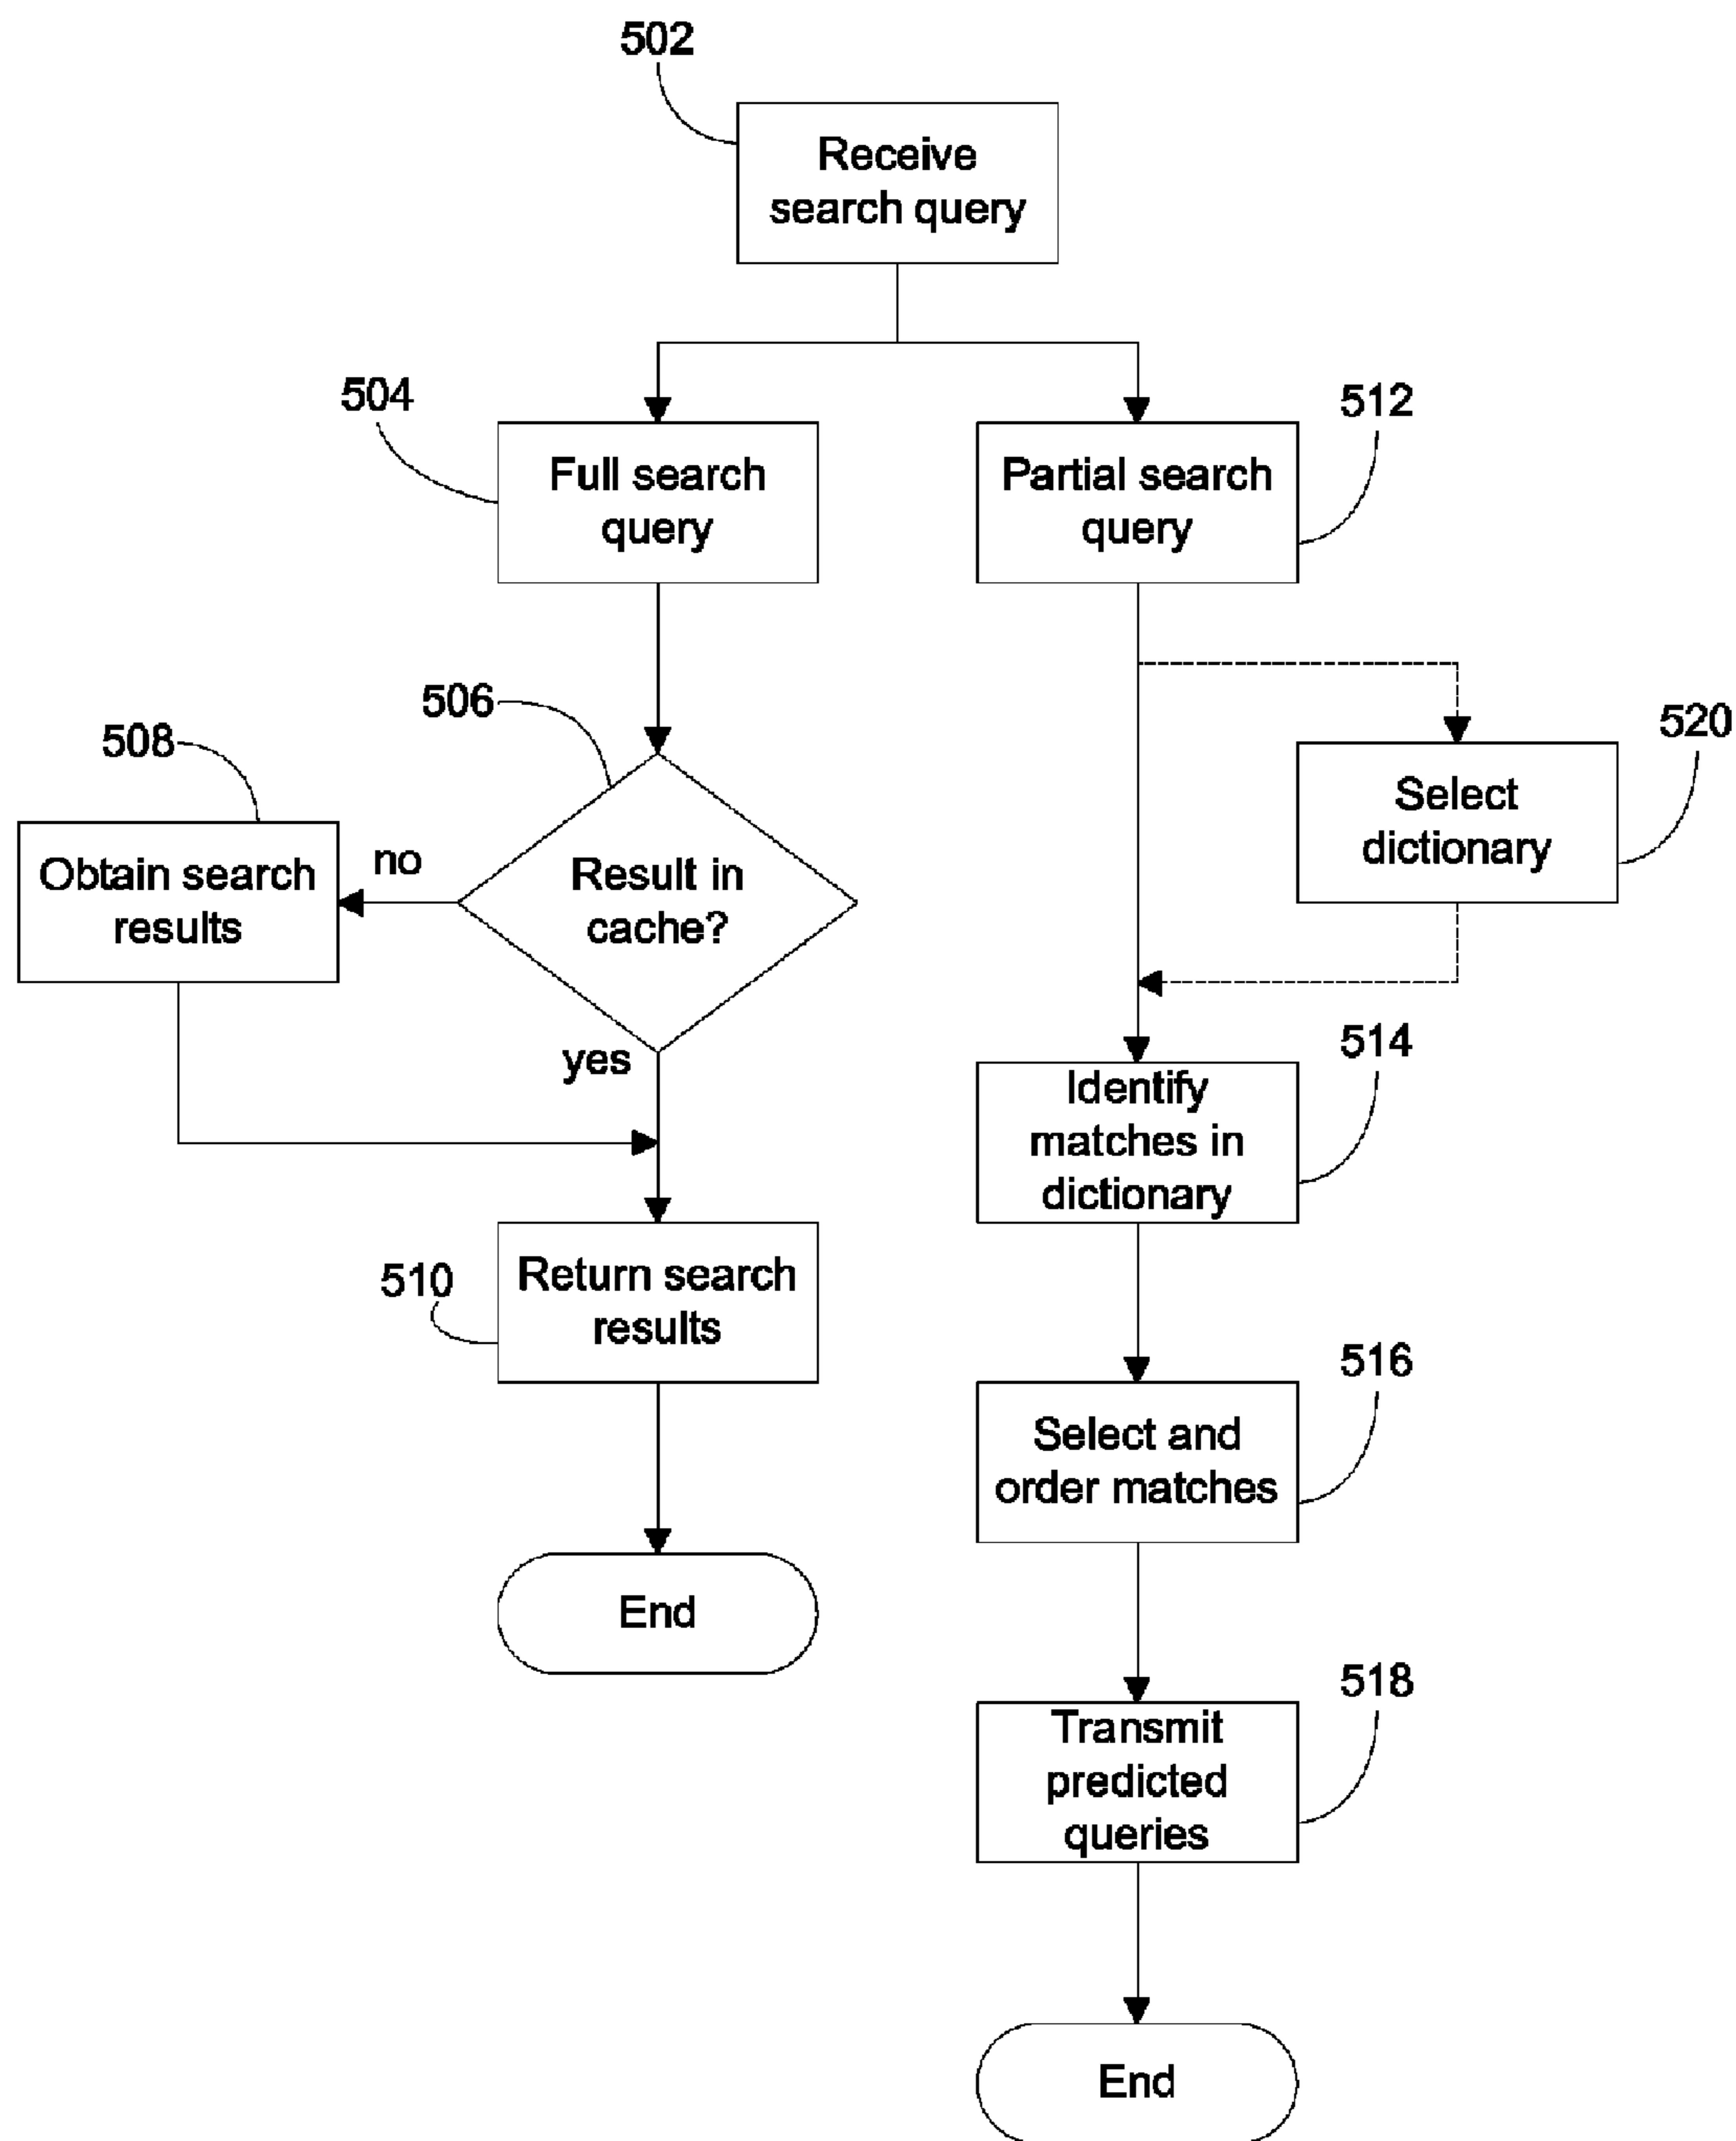 502
Receive
search query
504
Full search
query
512
Partial search
query
506
508
520
Select
dictionary
Obtain search
results
no
Result in
cache?
yes
514
Identify
matches in
dictionary
510
Return search
results
516
Select and
order matches
End
518
Transmit
predicted
queries
End